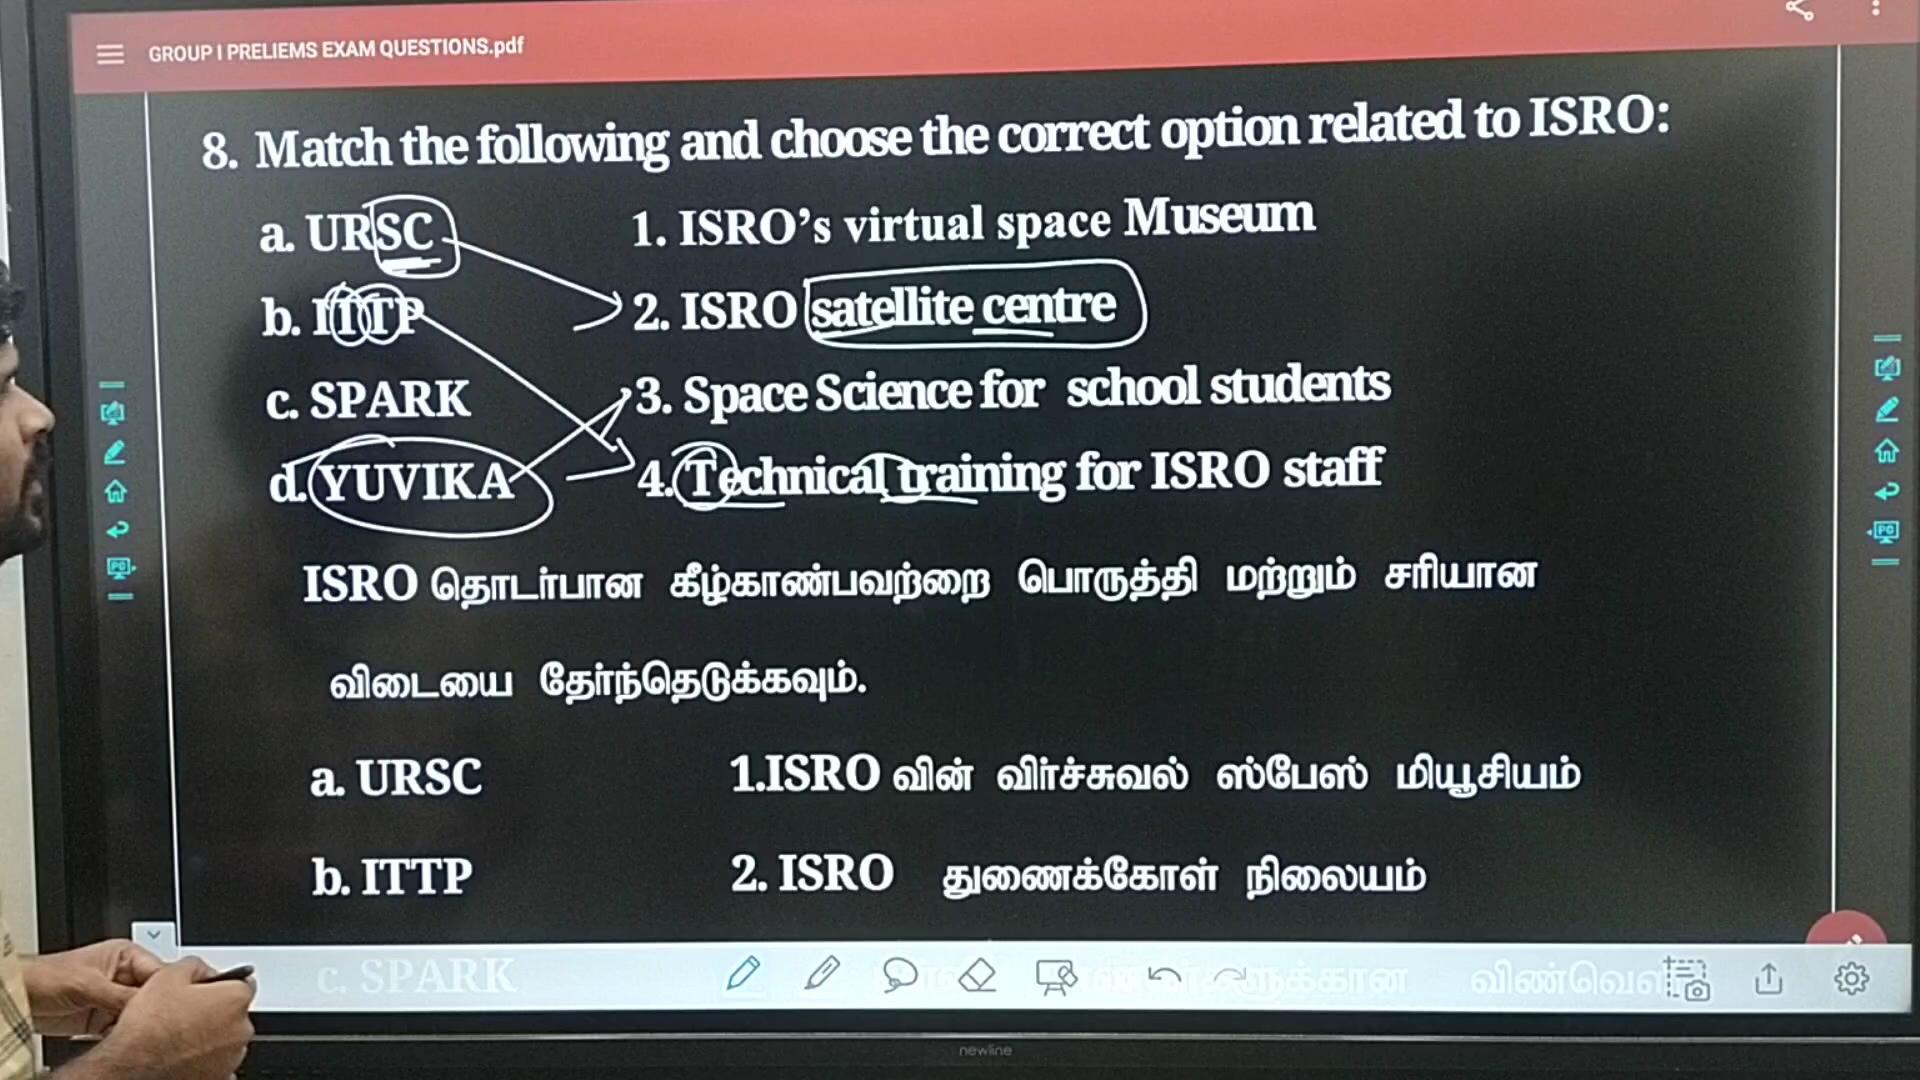 GROUP I PRELIEMS EXAM QUESTIONS.pdf
8. Match the following and choose the correct option related to ISRO:
a. URSC 1. ISRO's virtual space Museum
b. ITTP 2. ISRO satellite centre
c. SPARK 3. Space Science for school students
d. YUVIKA 4. Technical training for ISRO staff
ISRO தொடர்பான கீழ்காண்பவற்றை பொருத்தி மற்றும் சரியான
விடையை தேர்ந்தெடுக்கவும்.
a. URSC 1.ISRO வின் விர்ச்சுவல் ஸ்பேஸ் மியூசியம்
b. ITTP 2. ISRO துணைக்கோள் நிலையம்
c. SPARK
newline